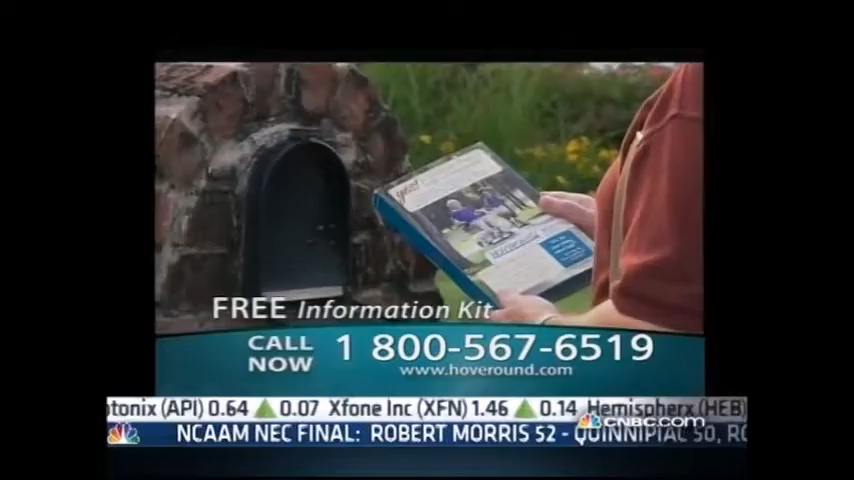 yes!
FREE Information Kit
CALL NOW 1 800-567-6519
www.hoveround.com
tonix (API) 0.64 0.07 Xfone Inc (XFN) 1.46 0.14 Hemispherx (HEB)
CNBC.com
NCAAM NEC FINAL: ROBERT MORRIS 52 - QUINNIPIAC 50, RO